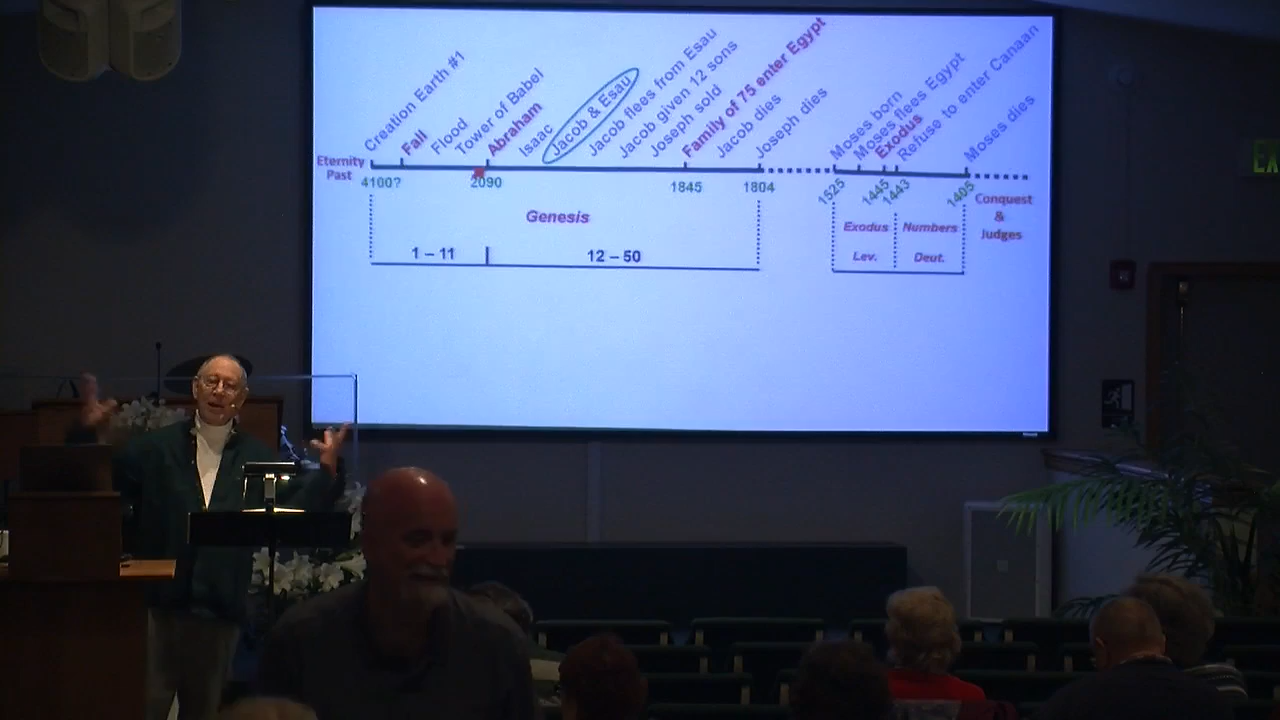 Creation Earth #1
Fall
Flood
Tower of Babel
Abraham
Isaac
Jacob & Esau
Jacob flees from Esau
Jacob given 12 sons
Joseph sold
Family of 75 enter Egypt
Jacob dies
Joseph dies
Moses born
Moses flees Egypt
Exodus
Refuse to enter Canaan
Moses dies
Eternity
Past
4100?
2090
1845
1804
1525
1445
1443
1405
Conquest
&
Judges
Genesis
1 – 11
12 – 50
Exodus
Lev.
Numbers
Deut.
EX